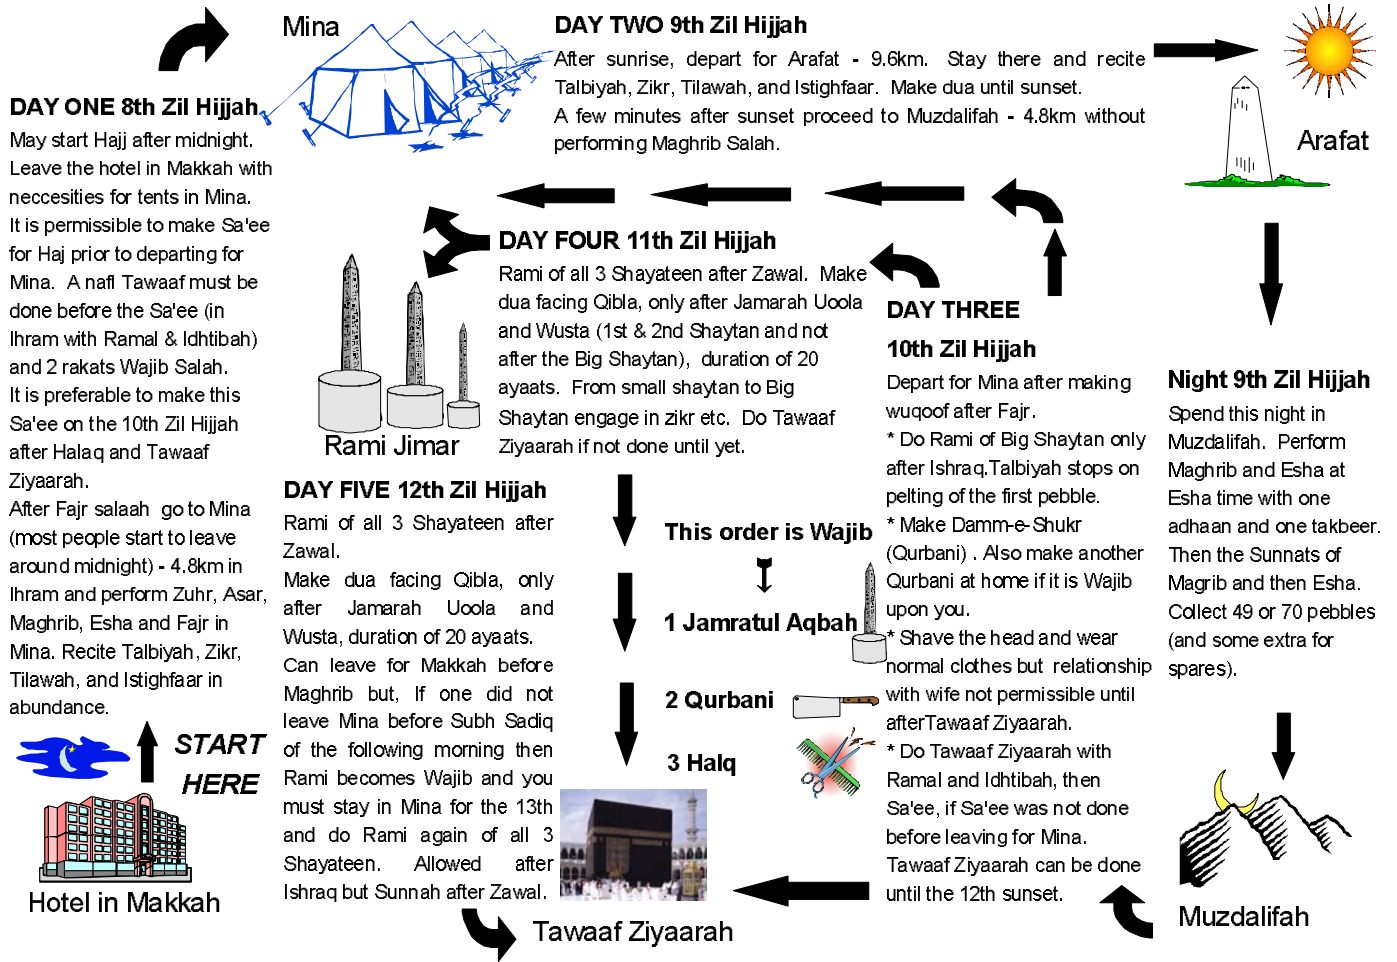 Mina
DAY ONE 8th Zil Hijjah
May start Hajj after midnight.
Leave the hotel in Makkah with
neccesities for tents in Mina.
It is permissible to make Sa'ee
for Haj prior to departing for
Mina. A nafl Tawaaf must be
done before the Sa'ee (in
Ihram with Ramal & Idhtibah)
and 2 rakats Wajib Salah.
It is preferable to make this
Sa'ee on the 10th Zil Hijjah
after Halaq and Tawaaf
Ziyaarah.
After Fajr salaah go to Mina
(most people start to leave
around midnight) - 4.8km in
Ihram and perform Zuhr, Asar,
Maghrib, Esha and Fajr in
Mina. Recite Talbiyah, Zikr,
Tilawah, and Istighfaar in
abundance.
START
HERE
Hotel in Makkah
DAY TWO 9th Zil Hijjah
After sunrise, depart for Arafat - 9.6km. Stay there and recite
Talbiyah, Zikr, Tilawah, and Istighfaar. Make dua until sunset.
A few minutes after sunset proceed to Muzdalifah - 4.8km without
performing Maghrib Salah.
Arafat
Night 9th Zil Hijjah
Spend this night in
Muzdalifah. Perform
Maghrib and Esha at
Esha time with one
adhaan and one takbeer.
Then the Sunnats of
Magrib and then Esha.
Collect 49 or 70 pebbles
(and some extra for
spares).
Muzdalifah
DAY THREE
10th Zil Hijjah
Depart for Mina after making
wuqoof after Fajr.
* Do Rami of Big Shaytan only
after Ishraq.Talbiyah stops on
pelting of the first pebble.
* Make Damm-e-Shukr
(Qurbani) . Also make another
Qurbani at home if it is Wajib
upon you.
* Shave the head and wear
normal clothes but relationship
with wife not permissible until
afterTawaaf Ziyaarah.
* Do Tawaaf Ziyaarah with
Ramal and Idhtibah, then
Sa'ee, if Sa'ee was not done
before leaving for Mina.
Tawaaf Ziyaarah can be done
until the 12th sunset.
This order is Wajib
1 Jamratul Aqbah
2 Qurbani
3 Halq
Rami Jimar
DAY FOUR 11th Zil Hijjah
Rami of all 3 Shayateen after Zawal. Make
dua facing Qibla, only after Jamarah Uoola
and Wusta (1st & 2nd Shaytan and not
after the Big Shaytan), duration of 20
ayaats. From small shaytan to Big
Shaytan engage in zikr etc. Do Tawaaf
Ziyaarah if not done until yet.
DAY FIVE 12th Zil Hijjah
Rami of all 3 Shayateen after
Zawal.
Make dua facing Qibla, only
after Jamarah Uoola and
Wusta, duration of 20 ayaats.
Can leave for Makkah before
Maghrib but, If one did not
leave Mina before Subh Sadiq
of the following morning then
Rami becomes Wajib and you
must stay in Mina for the 13th
and do Rami again of all 3
Shayateen. Allowed after
Ishraq but Sunnah after Zawal.
Tawaaf Ziyaarah